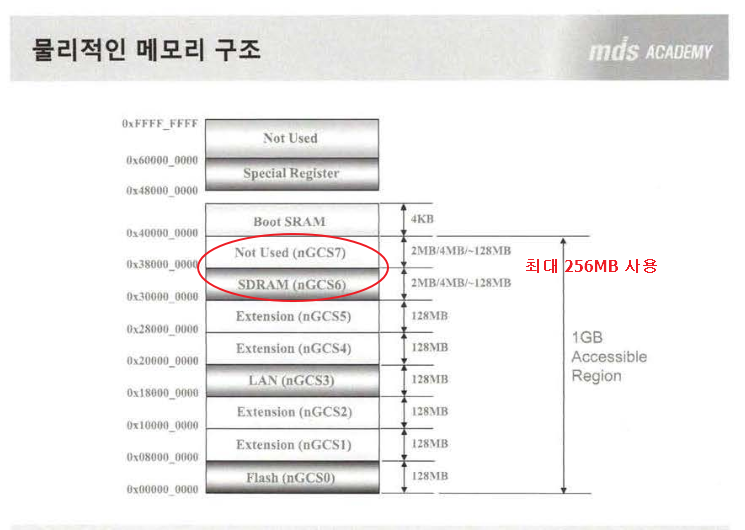 물리적인 메모리 구조
mds ACADEMY
0xFFFF_FFFF
Not Used
0x60000_0000
Special Register
0x48000_0000
Boot SRAM
4KB
0x40000_0000
Not Used (nGCS7)
2MB/4MB/~128MB
최대 256MB 사용
0x38000_0000
SDRAM (nGCS6)
2MB/4MB/~128MB
0x30000_0000
Extension (nGCS5)
128MB
0x28000_0000
1GB
Accessible
Region
Extension (nGCS4)
128MB
0x20000_0000
LAN (nGCS3)
128MB
0x18000_0000
Extension (nGCS2)
128MB
0x10000_0000
Extension (nGCS1)
128MB
0x08000_0000
Flash (nGCS0)
128MB
0x00000_0000